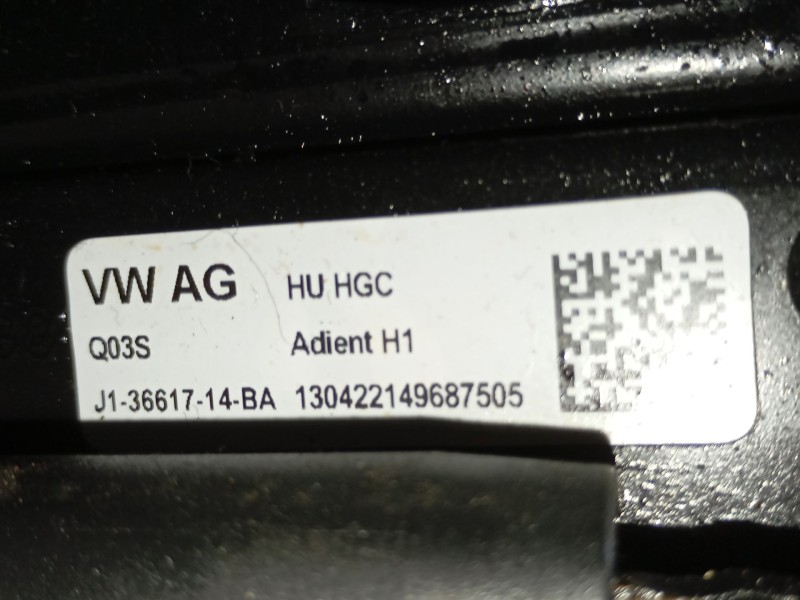 VW AG HU HGC
Q03S Adient H1
J1-36617-14-BA 130422149687505